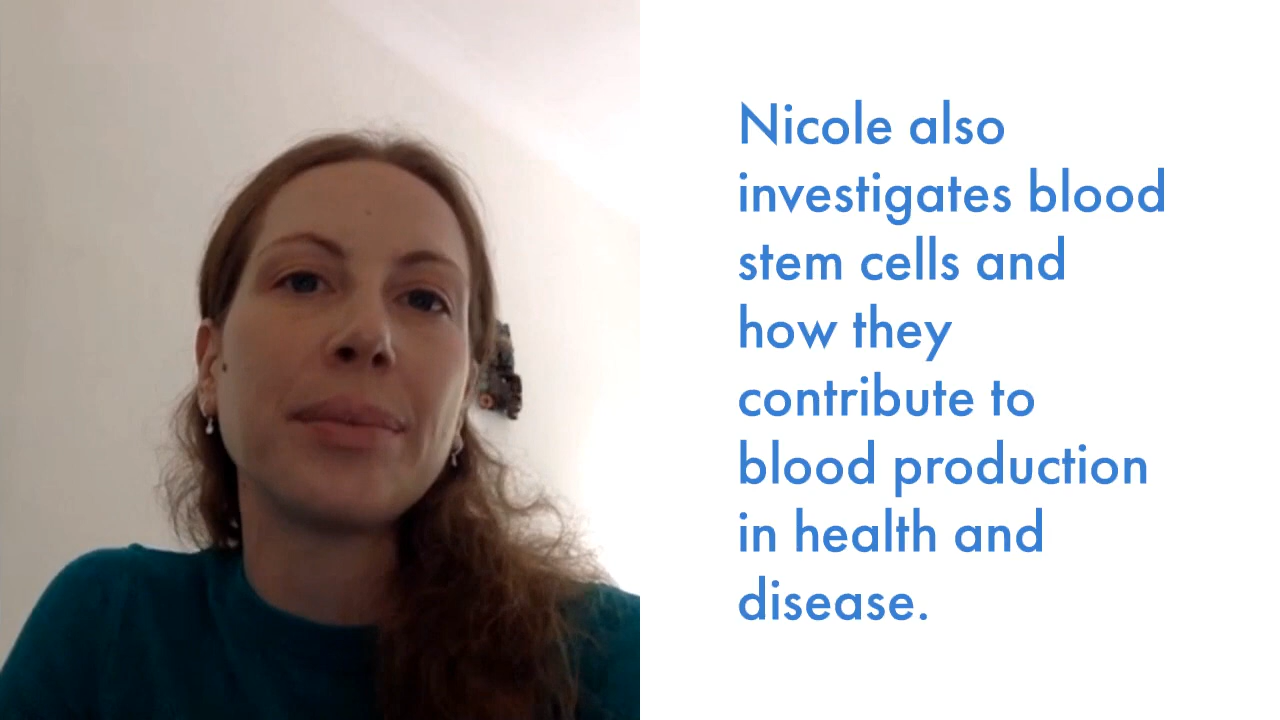 Nicole also
investigates blood
stem cells and
how they
contribute to
blood production
in health and
disease.